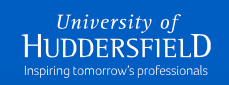 University of
HUDDERSFIELD
Inspiring tomorrow's professionals